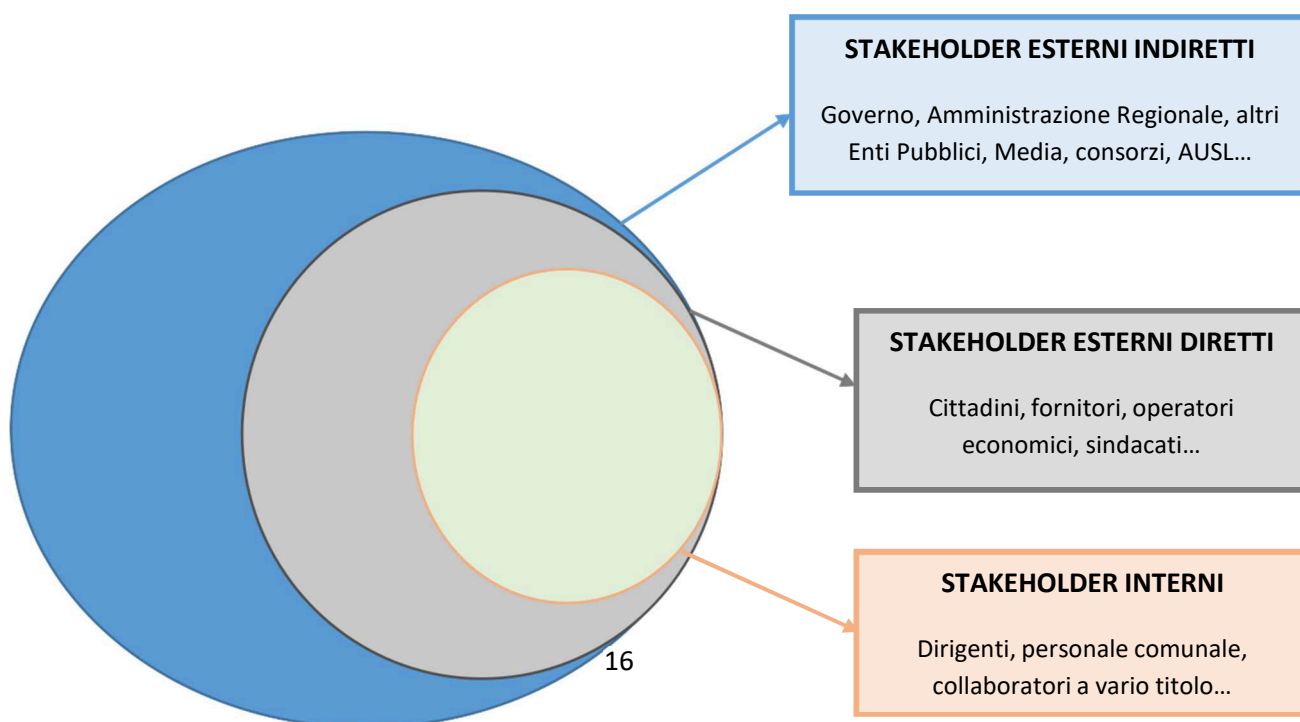 STAKEHOLDER ESTERNI INDIRETTI
Governo, Amministrazione Regionale, altri
Enti Pubblici, Media, consorzi, AUSL…
STAKEHOLDER ESTERNI DIRETTI
Cittadini, fornitori, operatori
economici, sindacati…
STAKEHOLDER INTERNI
Dirigenti, personale comunale,
collaboratori a vario titolo…
16